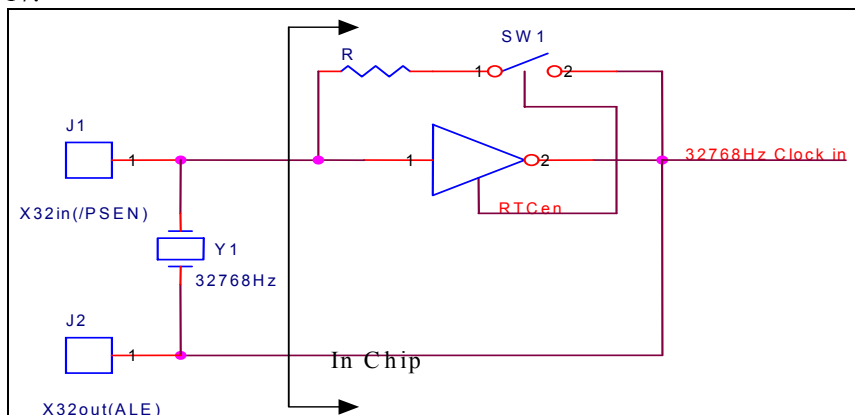 SW1
R
1
2
J1
1
1
2
32768Hz Clock in
X32in(/PSEN)
RTCen
Y1
32768Hz
J2
1
In Chip
X32out(ALE)